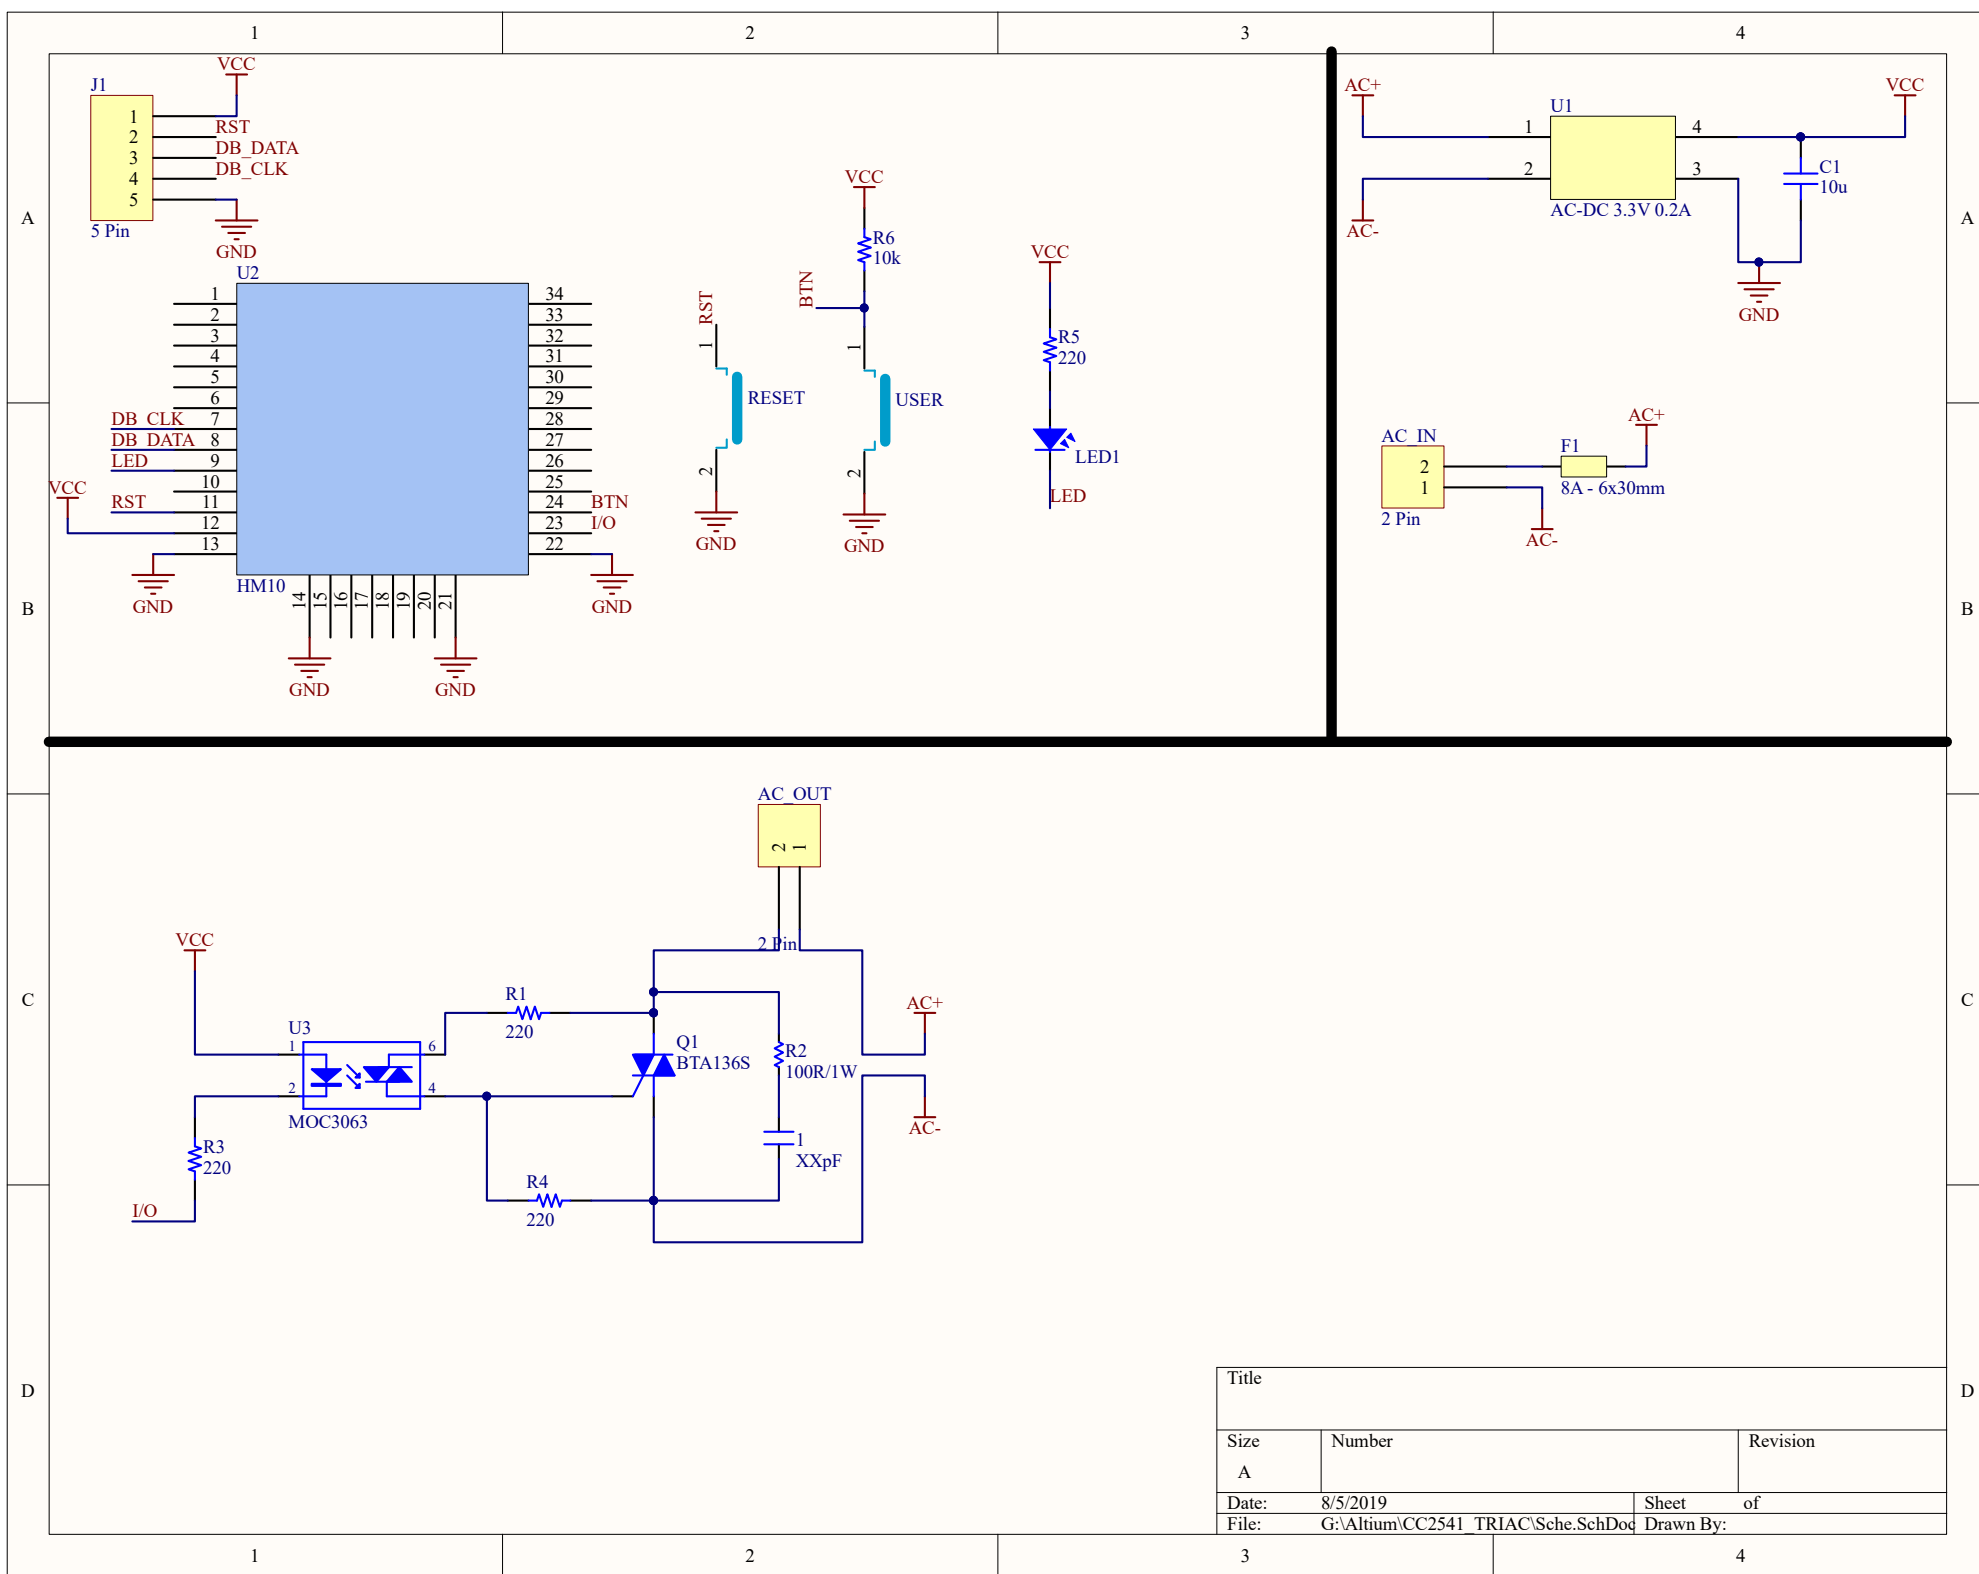 1 2 3 4
A
B
C
D
J1
VCC
1
2
3
4
5
RST
DB_DATA
DB_CLK
5 Pin
GND
U2
1
2
3
4
5
6
DB_CLK 7
DB_DATA 8
LED 9
10
VCC
RST 11
12
13
GND
HM10
14 15 16 17 18 19 20 21
GND
GND
34
33
32
31
30
29
28
27
26
25
24 BTN
23 I/O
22
GND
RST
1
RESET
2
GND
VCC
R6
10k
BTN
1
USER
2
GND
VCC
R5
220
LED1
LED
AC+
U1
VCC
1 4
2 3
AC-
AC-DC 3.3V 0.2A
C1
10u
GND
AC_IN
2
1
2 Pin
F1
8A - 6x30mm
AC+
AC-
AC_OUT
2 1
2 Pin
VCC
U3
1 6
2 4
MOC3063
R3
220
I/O
R1
220
R4
220
Q1
BTA136S
R2
100R/1W
1
XXpF
AC+
AC-
Title
Size Number Revision
A
Date: 8/5/2019 Sheet of
File: G:\Altium\CC2541_TRIAC\Sche.SchDoc Drawn By:
A
B
C
D
1 2 3 4